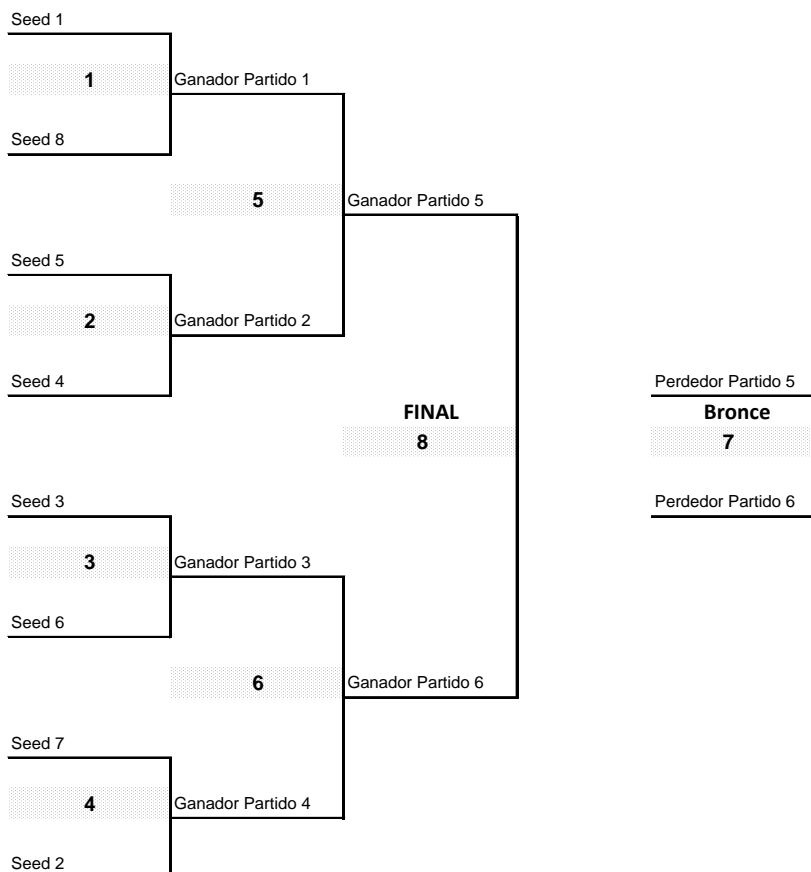 Seed 1
1
Ganador Partido 1
Seed 8
5
Ganador Partido 5
Seed 5
2
Ganador Partido 2
Seed 4
Perdedor Partido 5
FINAL
Bronce
8
7
Seed 3
Perdedor Partido 6
3
Ganador Partido 3
Seed 6
6
Ganador Partido 6
Seed 7
4
Ganador Partido 4
Seed 2